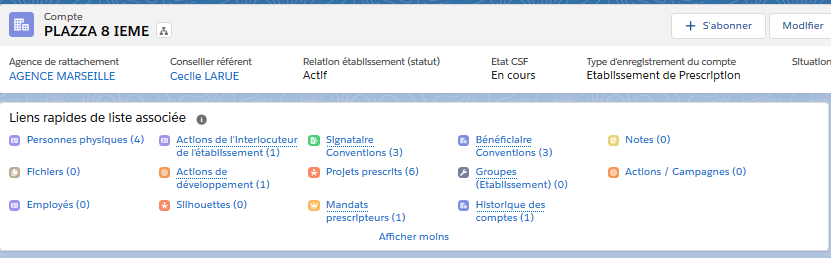 Compte
PLAZZA 8 IEME
S'abonner
Modifier
Agence de rattachement
AGENCE MARSEILLE
Conseiller référent
Cecile LARUE
Relation établissement (statut)
Actif
Etat CSF
En cours
Type d'enregistrement du compte
Etablissement de Prescription
Situation
Liens rapides de liste associée
Personnes physiques (4)
Actions de l'interlocuteur
de l'établissement (1)
Signataire
Conventions (3)
Bénéficiaire
Conventions (3)
Notes (0)
Fichiers (0)
Actions de
développement (1)
Projets prescrits (6)
Groupes
(Etablissement) (0)
Actions / Campagnes (0)
Employés (0)
Silhouettes (0)
Mandats
prescripteurs (1)
Historique des
comptes (1)
Afficher moins